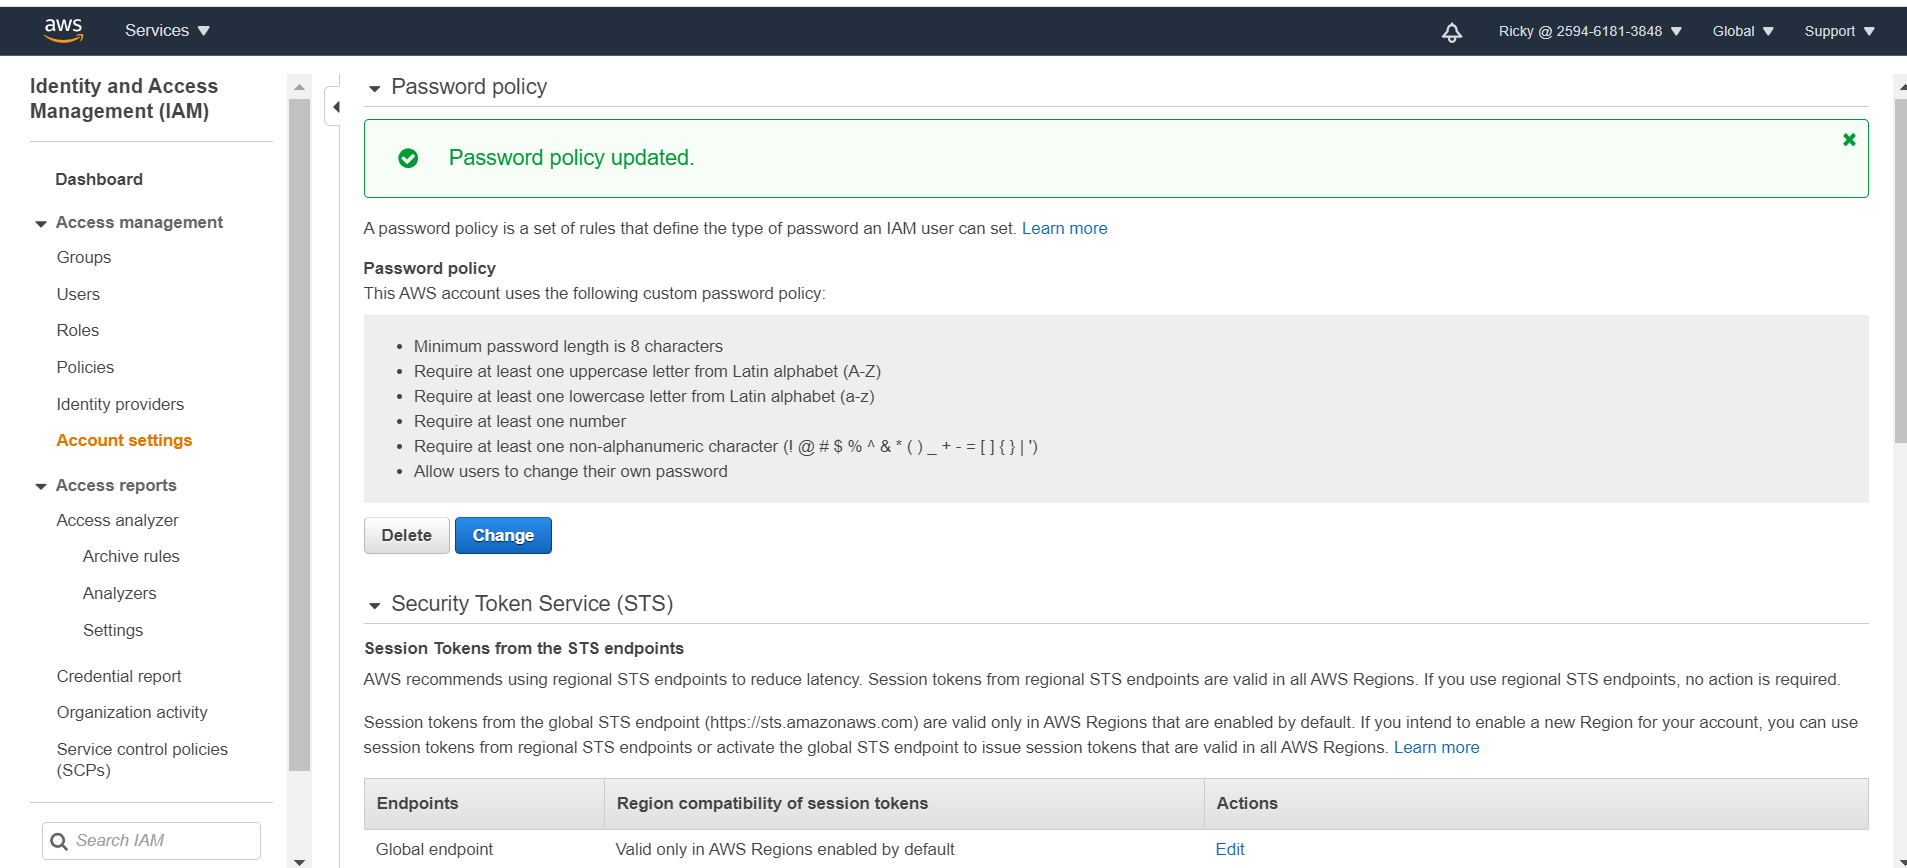 aws
Services
Ricky @ 2594-6181-3848
Global
Support
Identity and Access
Management (IAM)
Dashboard
Access management
Groups
Users
Roles
Policies
Identity providers
Account settings
Access reports
Access analyzer
Archive rules
Analyzers
Settings
Credential report
Organization activity
Service control policies
(SCPs)
Search IAM
Password policy
Password policy updated.
A password policy is a set of rules that define the type of password an IAM user can set. Learn more
Password policy
This AWS account uses the following custom password policy:
• Minimum password length is 8 characters
• Require at least one uppercase letter from Latin alphabet (A-Z)
• Require at least one lowercase letter from Latin alphabet (a-z)
• Require at least one number
• Require at least one non-alphanumeric character (! @ # $ % ^ & * ( ) _ + - = [ ] { } | ')
• Allow users to change their own password
Delete
Change
Security Token Service (STS)
Session Tokens from the STS endpoints
AWS recommends using regional STS endpoints to reduce latency. Session tokens from regional STS endpoints are valid in all AWS Regions. If you use regional STS endpoints, no action is required.
Session tokens from the global STS endpoint (https://sts.amazonaws.com) are valid only in AWS Regions that are enabled by default. If you intend to enable a new Region for your account, you can use
session tokens from regional STS endpoints or activate the global STS endpoint to issue session tokens that are valid in all AWS Regions. Learn more
Endpoints
Region compatibility of session tokens
Actions
Global endpoint
Valid only in AWS Regions enabled by default
Edit